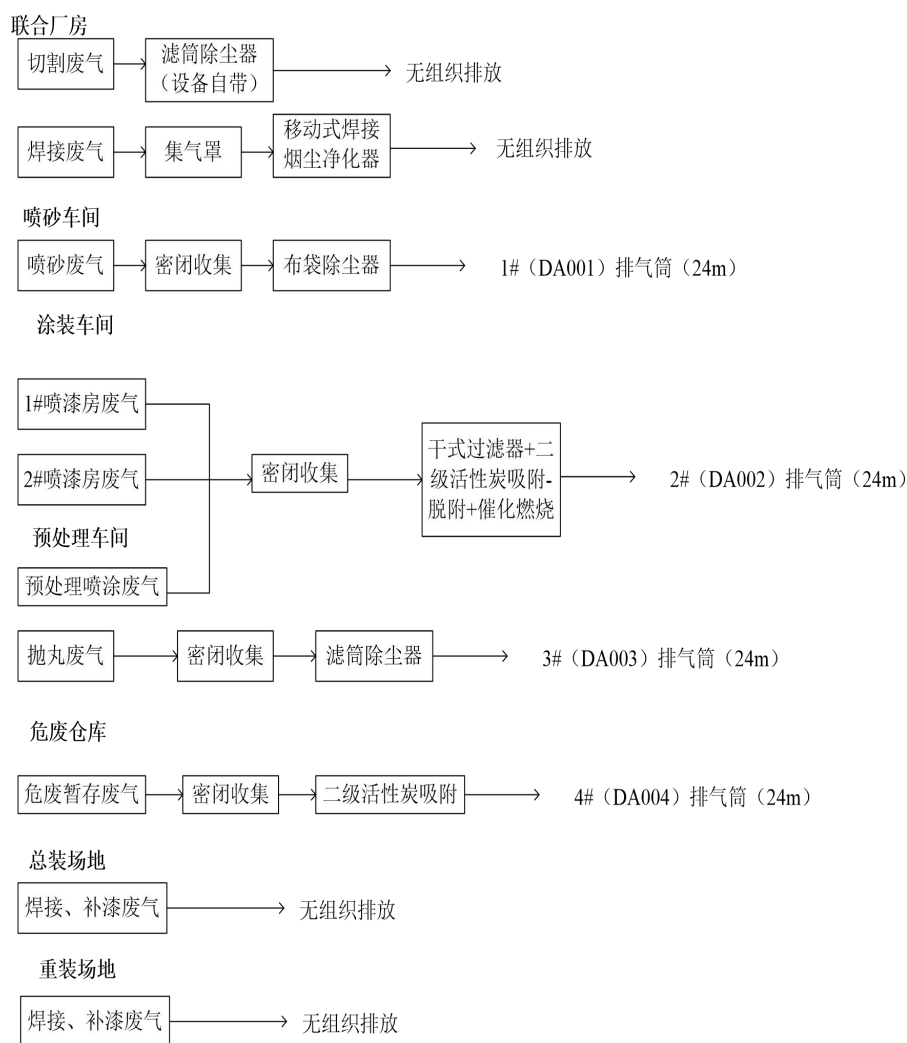 联合厂房
切割废气
滤筒除尘器
（设备自带）
无组织排放
焊接废气
集气罩
移动式焊接
烟尘净化器
无组织排放
喷砂车间
喷砂废气
密闭收集
布袋除尘器
1#（DA001）排气筒（24m）
涂装车间
1#喷漆房废气
2#喷漆房废气
密闭收集
干式过滤器+二
级活性炭吸附-
脱附+催化燃烧
2#（DA002）排气筒（24m）
预处理车间
预处理喷涂废气
抛丸废气
密闭收集
滤筒除尘器
3#（DA003）排气筒（24m）
危废仓库
危废暂存废气
密闭收集
二级活性炭吸附
4#（DA004）排气筒（24m）
总装场地
焊接、补漆废气
无组织排放
重装场地
焊接、补漆废气
无组织排放